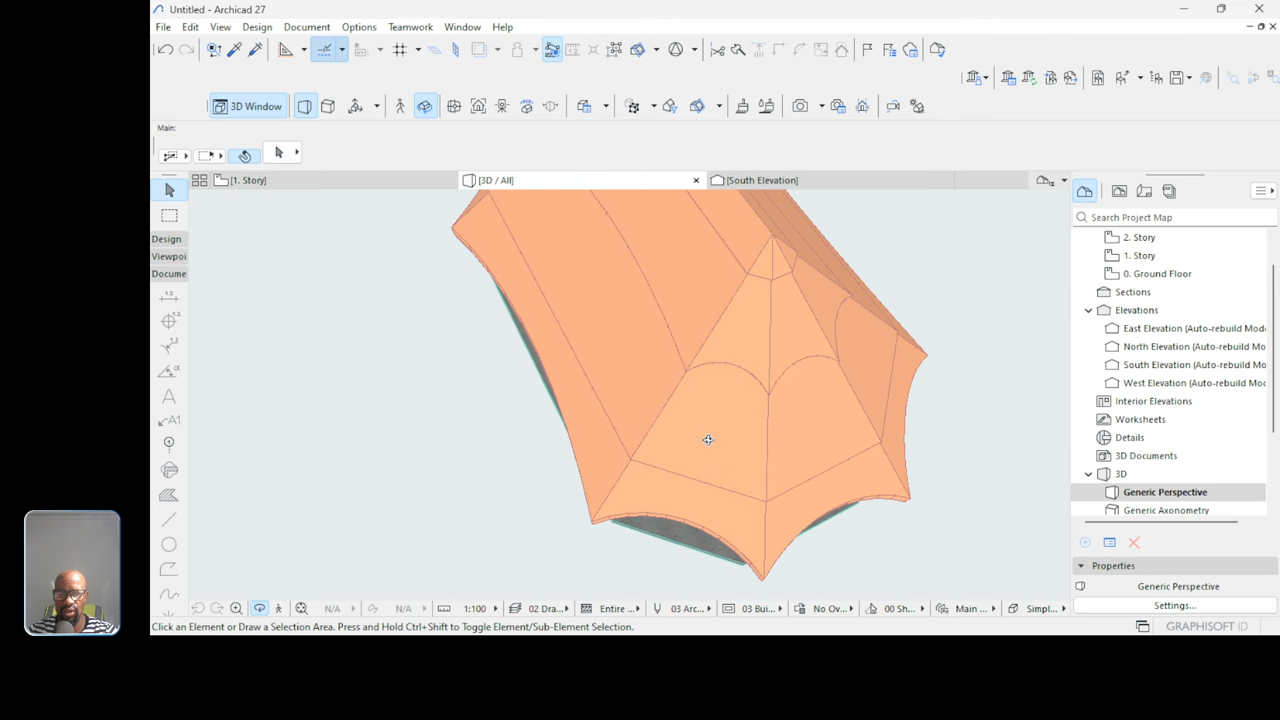 Untitled - Archicad 27
File Edit View Design Document Options Teamwork Window Help
3D Window
Main:
[1. Story]
[3D / All]
[South Elevation]
Design
Viewpoi
Docume
Search Project Map
2. Story
1. Story
0. Ground Floor
Sections
Elevations
East Elevation (Auto-rebuild Mode
North Elevation (Auto-rebuild Mo
South Elevation (Auto-rebuild Mo
West Elevation (Auto-rebuild Mod
Interior Elevations
Worksheets
Details
3D Documents
3D
Generic Perspective
Generic Axonometry
Properties
Generic Perspective
Settings...
N/A N/A 1:100 02 Dra... Entire ... 03 Arc... 03 Bui... No Ov... 00 Sh... Main ... Simpl...
Click an Element or Draw a Selection Area. Press and Hold Ctrl+Shift to Toggle Element/Sub-Element Selection.
GRAPHISOFT ID